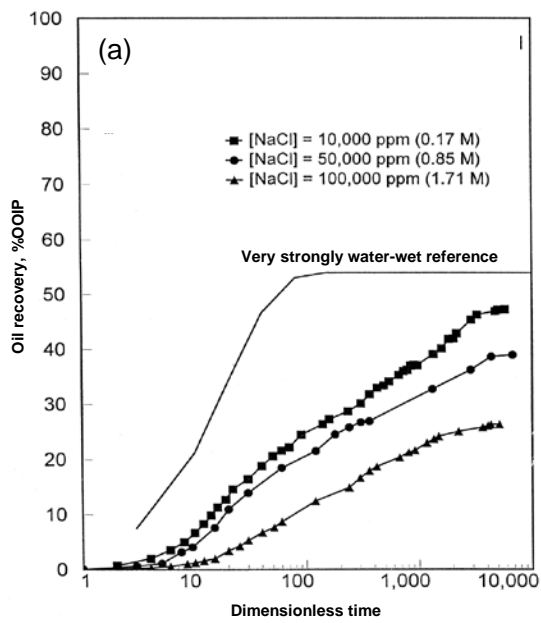 (a)
[NaCl] = 10,000 ppm (0.17 M)
[NaCl] = 50,000 ppm (0.85 M)
[NaCl] = 100,000 ppm (1.71 M)
Very strongly water-wet reference
Oil recovery, %OOIP
100
90
80
70
60
50
40
30
20
10
0
1
10
100
1,000
10,000
Dimensionless time